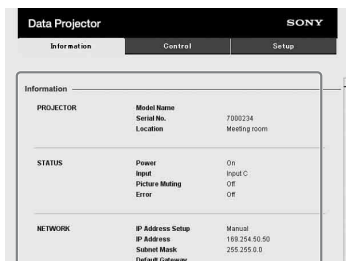 Data Projector SONY
Information Control Setup
Information
PROJECTOR Model Name
Serial No. 7000234
Location Meeting room
STATUS Power On
Input Input C
Picture Muting Off
Error Off
NETWORK IP Address Setup Manual
IP Address 169.254.50.50
Subnet Mask 255.255.0.0
Default Gateway